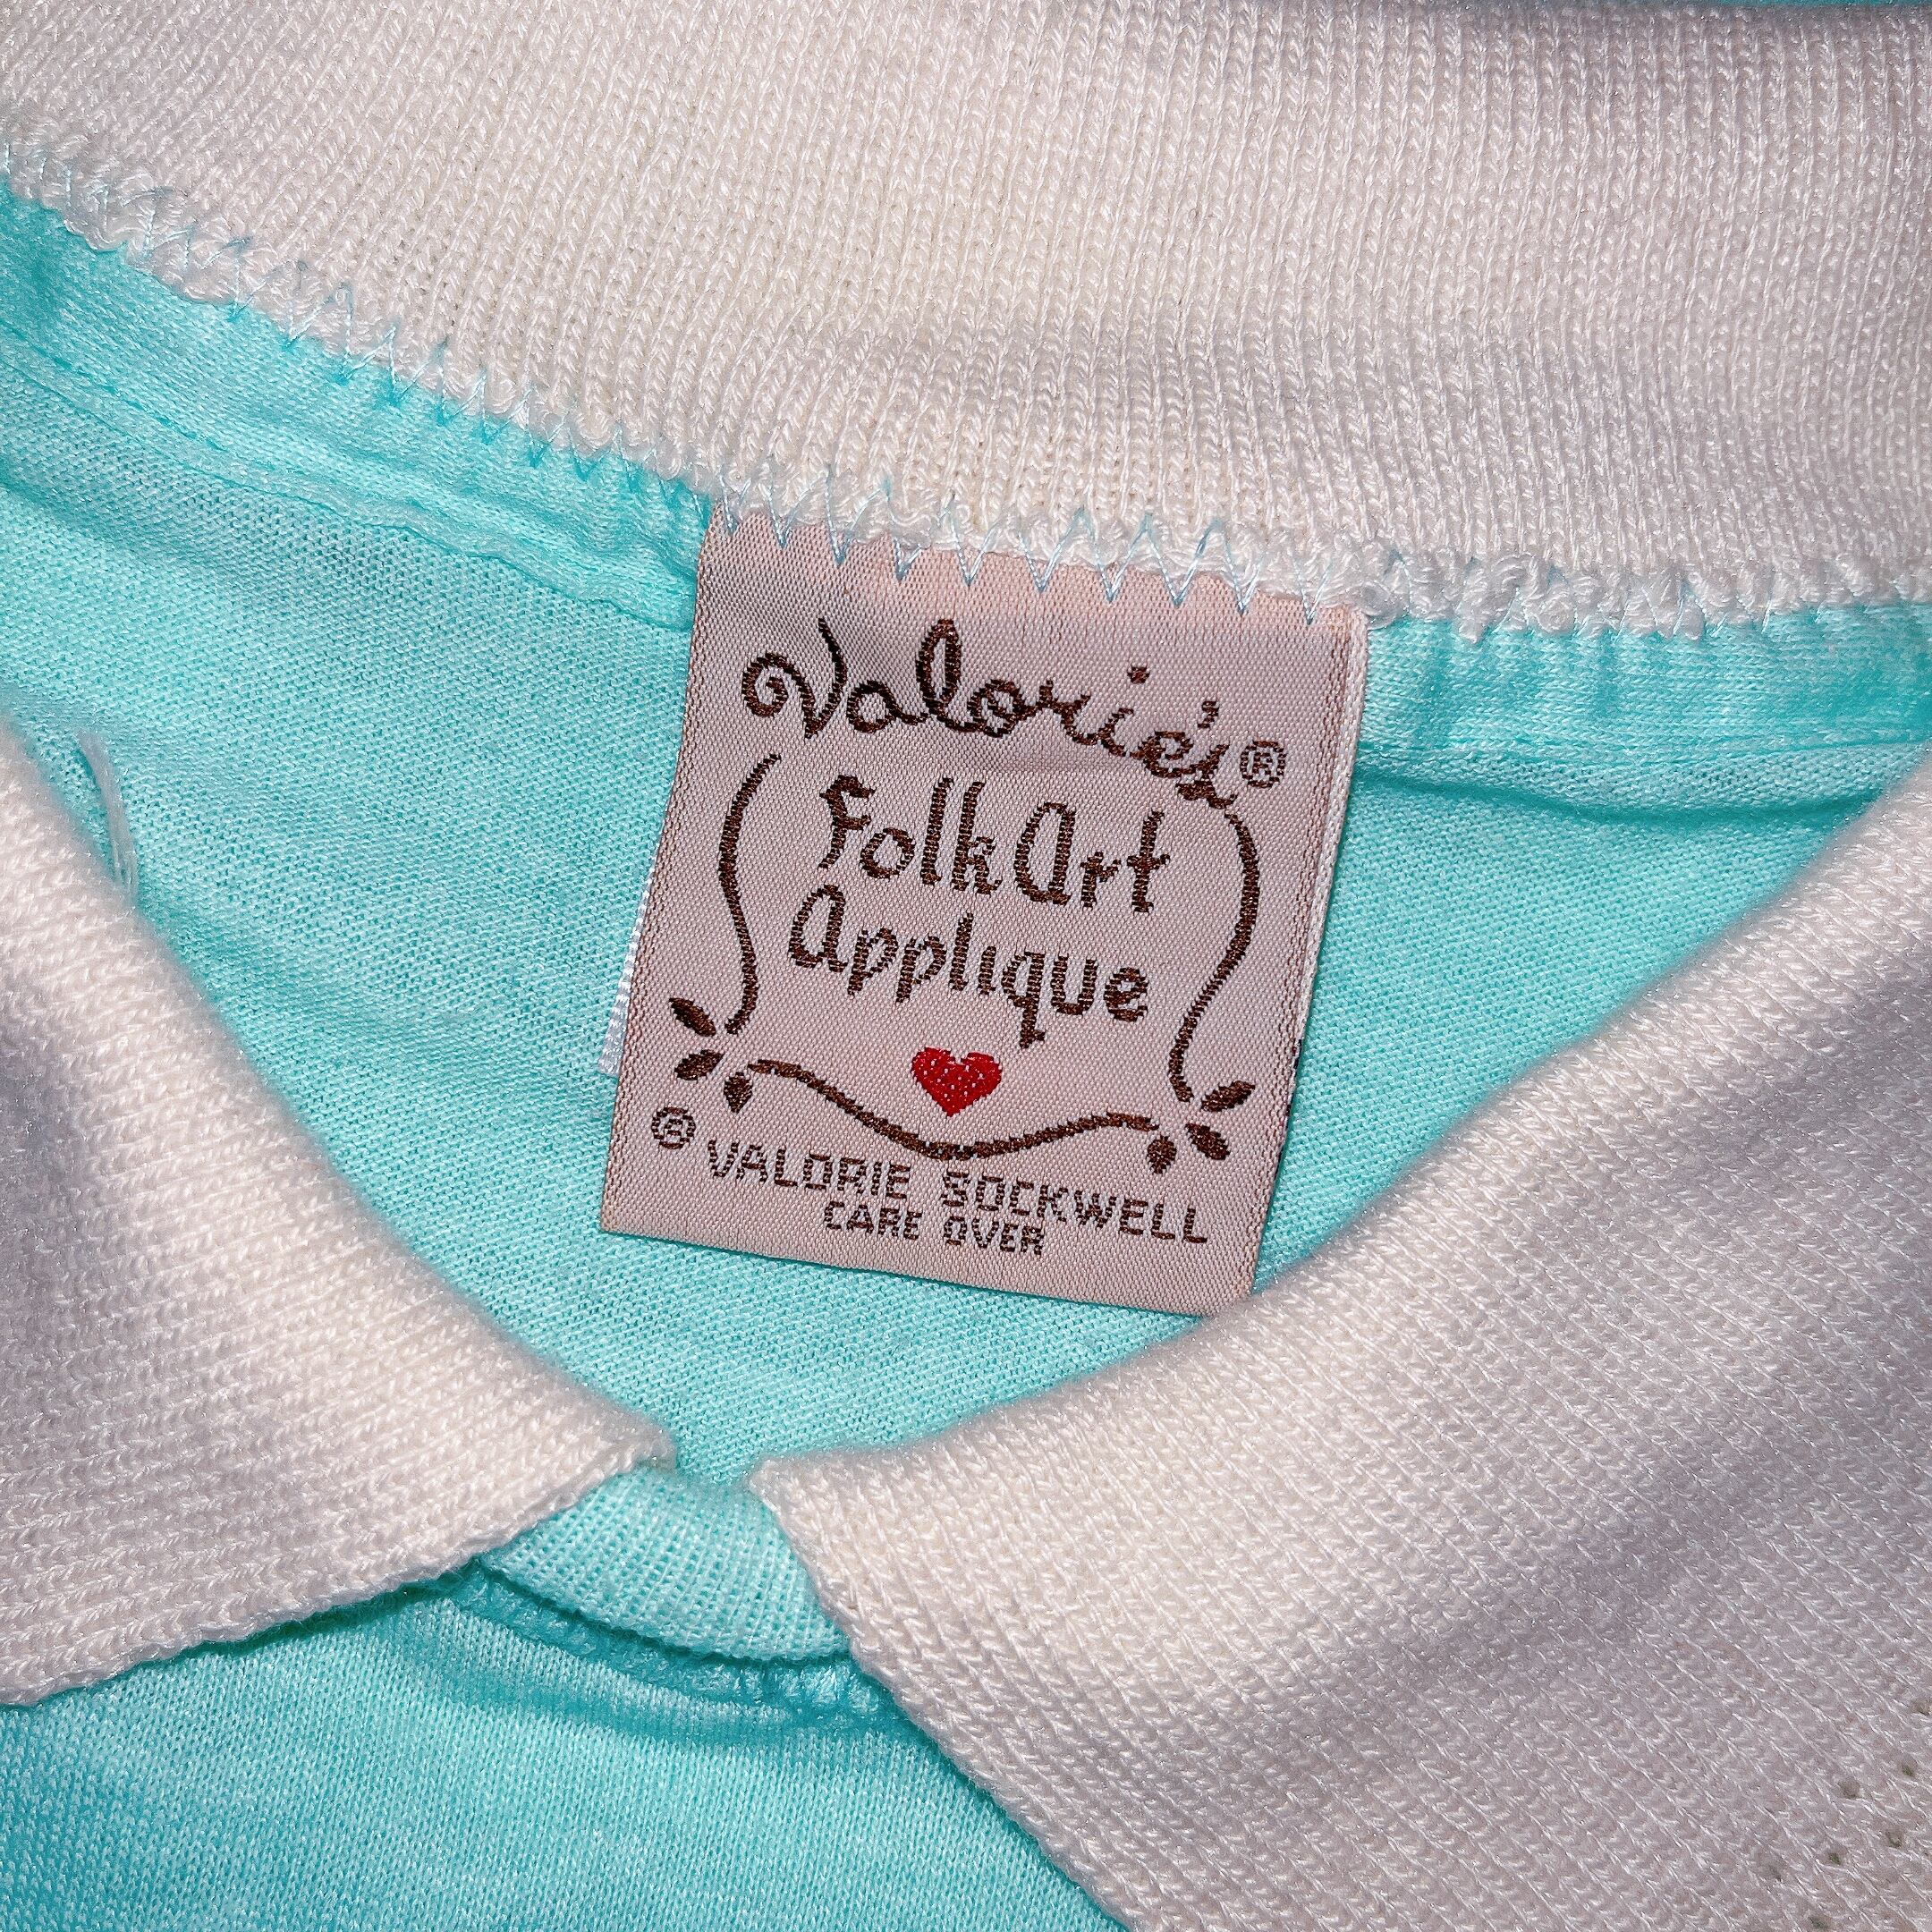 Valorie's®
Folk Art
Applique
® VALORIE SOCKWELL
CARE OVER